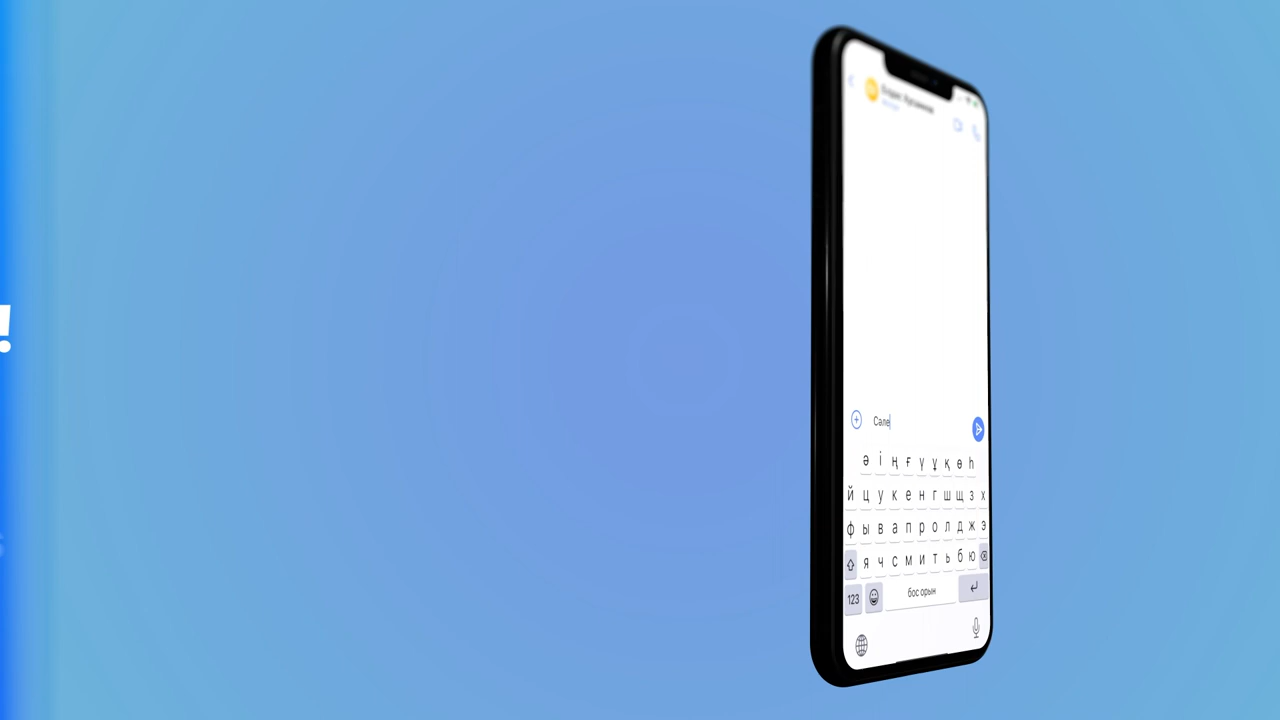 !
Сәле
ә і ң ғ ү ұ қ ө һ
й ц у к е н г ш щ з х
ф ы в а п р о л д ж э
я ч с м и т ь б ю
123 бос орын